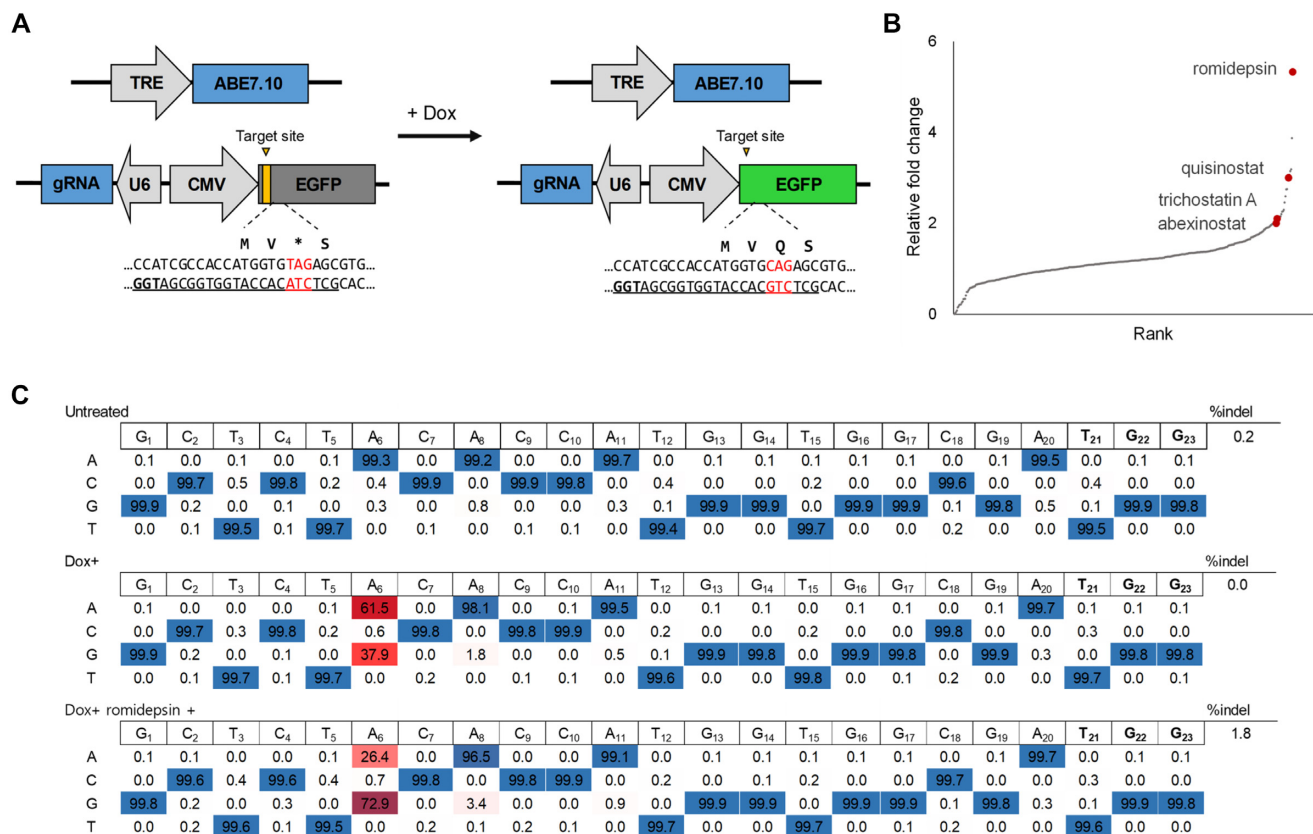 A
B
TRE
ABE7.10
TRE
ABE7.10
+ Dox
Target site
Target site
gRNA
U6
CMV
EGFP
gRNA
U6
CMV
EGFP
M V * S
M V Q S
…CCATCGCCACCATGGTGTAGAGCGTG…
…CCATCGCCACCATGGTGCAGAGCGTG…
…GGTAGCGGTGGTACCACATCTCGCAC…
…GGTAGCGGTGGTACCACGTCTCGCAC…
6
4
2
0
Relative fold change
romidepsin
quisinostat
trichostatin A
abexinostat
Rank
C
Untreated %indel
G1 C2 T3 C4 T5 A6 C7 A8 C9 C10 A11 T12 G13 G14 T15 G16 G17 C18 G19 A20 T21 G22 G23 0.2
A 0.1 0.0 0.1 0.0 0.1 99.3 0.0 99.2 0.0 0.0 99.7 0.0 0.1 0.1 0.0 0.1 0.1 0.0 0.1 99.5 0.0 0.1 0.1
C 0.0 99.7 0.5 99.8 0.2 0.4 99.9 0.0 99.9 99.8 0.0 0.4 0.0 0.0 0.2 0.0 0.0 99.6 0.0 0.0 0.4 0.0 0.0
G 99.9 0.2 0.0 0.1 0.0 0.3 0.0 0.8 0.0 0.0 0.3 0.1 99.9 99.9 0.0 99.9 99.9 0.1 99.8 0.5 0.1 99.9 99.8
T 0.0 0.1 99.5 0.0 99.7 0.0 0.1 0.0 0.1 0.1 0.0 99.4 0.0 0.0 99.7 0.0 0.0 0.2 0.0 0.0 99.5 0.0 0.0
Dox+ %indel
G1 C2 T3 C4 T5 A6 C7 A8 C9 C10 A11 T12 G13 G14 T15 G16 G17 C18 G19 A20 T21 G22 G23 0.0
A 0.1 0.0 0.0 0.0 0.1 61.5 0.0 98.1 0.0 0.1 99.5 0.0 0.1 0.1 0.0 0.1 0.1 0.0 0.1 99.7 0.1 0.1 0.1
C 0.0 99.7 0.3 99.8 0.2 0.6 99.8 0.0 99.8 99.9 0.0 0.2 0.0 0.0 0.2 0.0 0.0 99.8 0.0 0.0 0.3 0.0 0.0
G 99.9 0.2 0.0 0.1 0.0 37.9 0.0 1.8 0.0 0.0 0.5 0.1 99.9 99.8 0.0 99.9 99.8 0.1 99.9 0.3 0.0 99.8 99.8
T 0.0 0.1 99.7 0.1 99.7 0.0 0.2 0.0 0.1 0.1 0.0 99.6 0.0 0.0 99.8 0.0 0.1 0.2 0.0 0.0 99.7 0.0 0.1
Dox+ romidepsin + %indel
G1 C2 T3 C4 T5 A6 C7 A8 C9 C10 A11 T12 G13 G14 T15 G16 G17 C18 G19 A20 T21 G22 G23 1.8
A 0.1 0.1 0.0 0.0 0.1 26.4 0.0 96.5 0.0 0.0 99.1 0.0 0.1 0.1 0.0 0.1 0.1 0.0 0.1 99.7 0.0 0.1 0.1
C 0.0 99.6 0.4 99.6 0.4 0.7 99.8 0.0 99.8 99.9 0.0 0.2 0.0 0.1 0.2 0.0 0.0 99.7 0.0 0.0 0.3 0.0 0.0
G 99.8 0.2 0.0 0.3 0.0 72.9 0.0 3.4 0.0 0.0 0.9 0.0 99.9 99.9 0.0 99.9 99.9 0.1 99.8 0.3 0.1 99.9 99.8
T 0.0 0.2 99.6 0.1 99.5 0.0 0.2 0.1 0.2 0.1 0.0 99.7 0.0 0.0 99.7 0.0 0.1 0.2 0.1 0.0 99.6 0.0 0.0